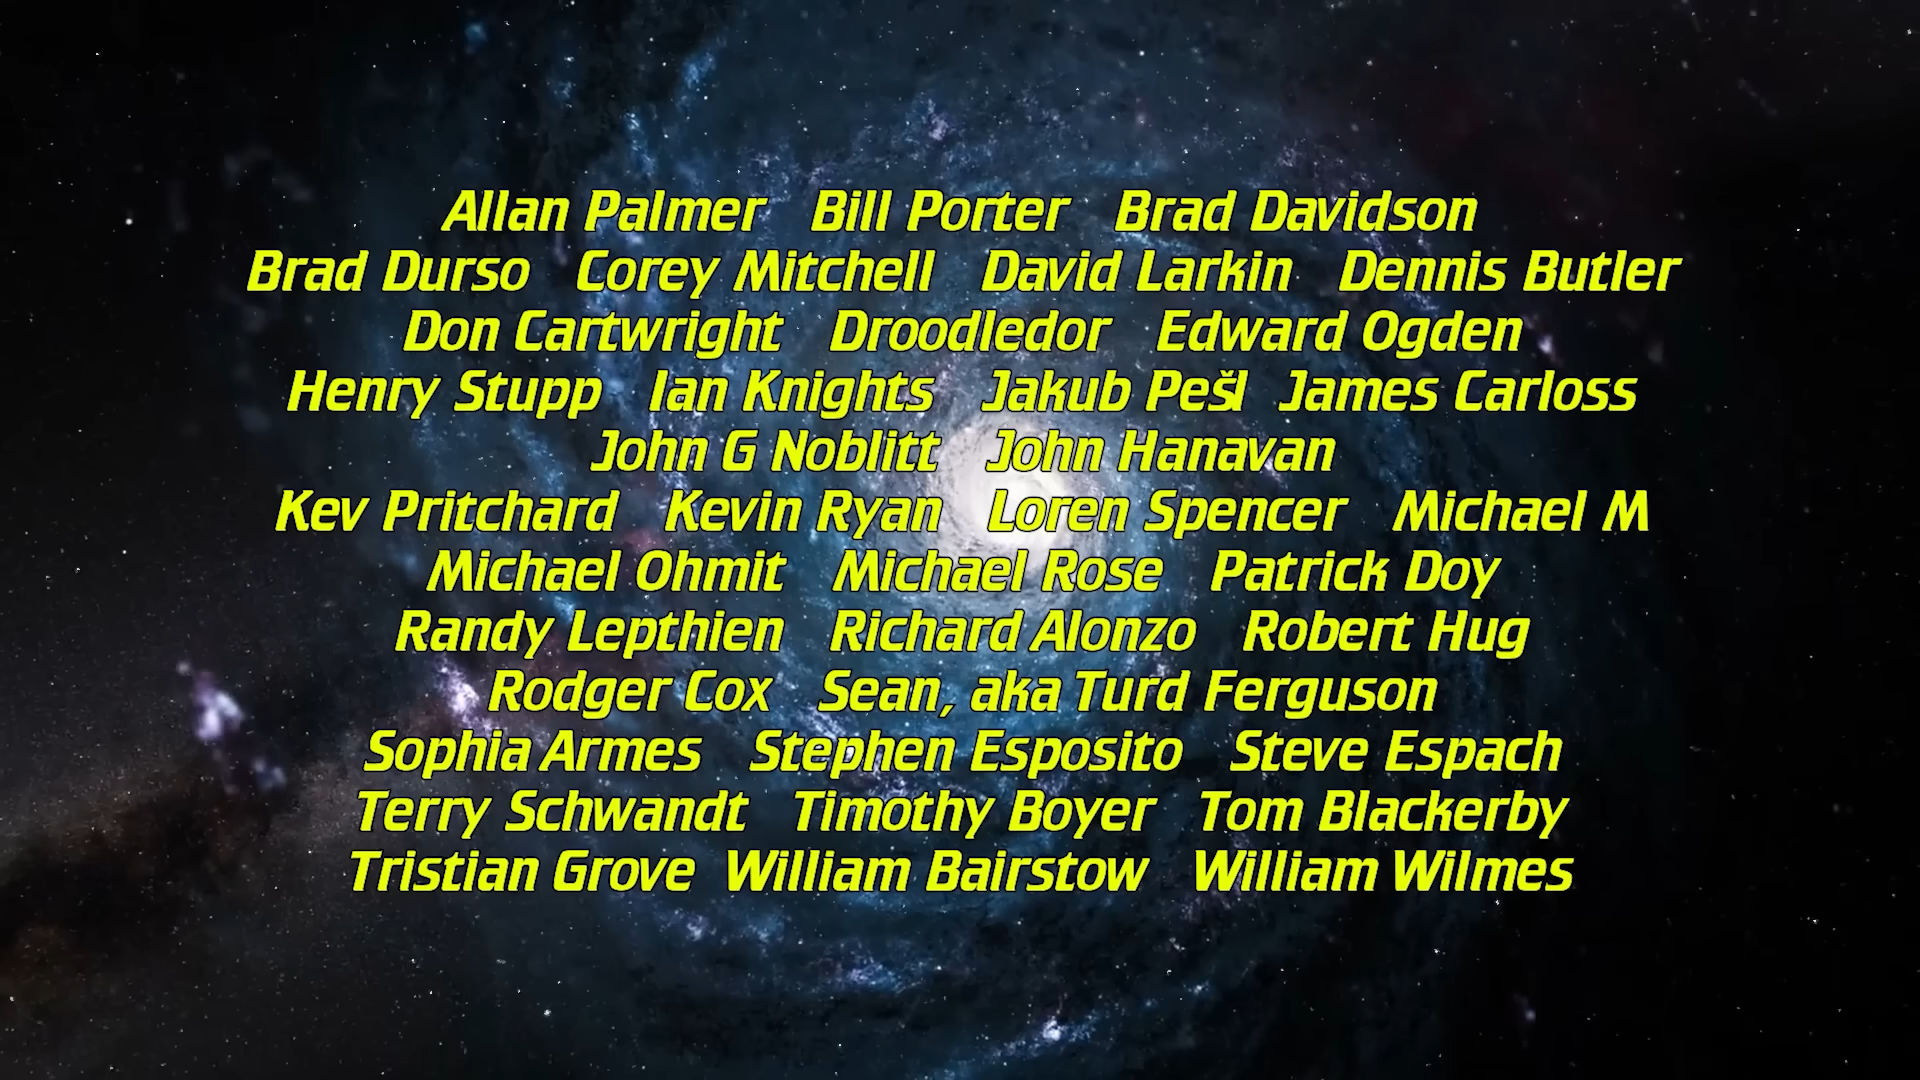 Allan Palmer Bill Porter Brad Davidson
Brad Durso Corey Mitchell David Larkin Dennis Butler
Don Cartwright Droodledor Edward Ogden
Henry Stupp Ian Knights Jakub Pešl James Carloss
John G Noblitt John Hanavan
Kev Pritchard Kevin Ryan Loren Spencer Michael M
Michael Ohmit Michael Rose Patrick Doy
Randy Lepthien Richard Alonzo Robert Hug
Rodger Cox Sean, aka Turd Ferguson
Sophia Armes Stephen Esposito Steve Espach
Terry Schwandt Timothy Boyer Tom Blackerby
Tristian Grove William Bairstow William Wilmes